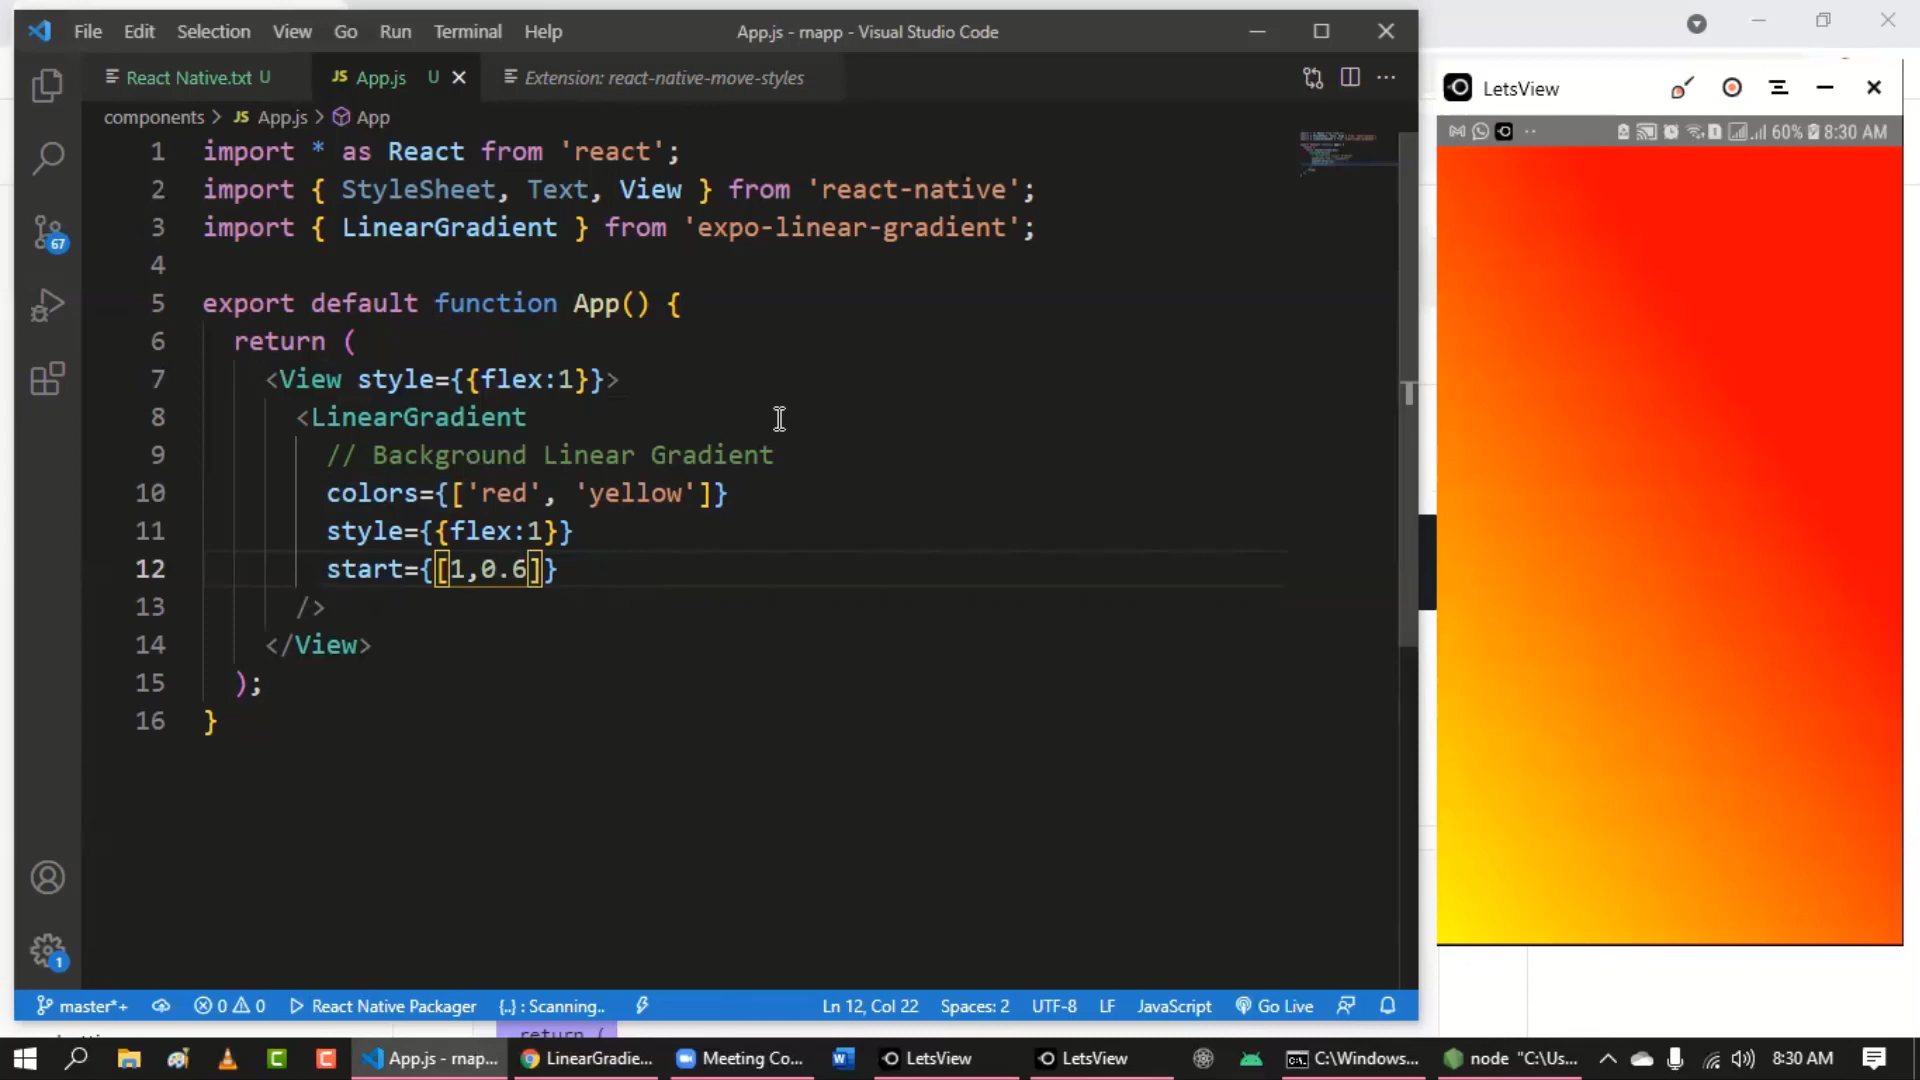 File Edit Selection View Go Run Terminal Help App.js - rnapp - Visual Studio Code
React Native.txt U JS App.js U Extension: react-native-move-styles
components > JS App.js > App
1 import * as React from 'react';
2 import { StyleSheet, Text, View } from 'react-native';
3 import { LinearGradient } from 'expo-linear-gradient';
4
5 export default function App() {
6 return (
7 <View style={{flex:1}}>
8 <LinearGradient
9 // Background Linear Gradient
10 colors={['red', 'yellow']}
11 style={{flex:1}}
12 start={[1,0.6]}
13 />
14 </View>
15 );
16 }
67
1
master*+ 0 0 React Native Packager {..} : Scanning.. Ln 12, Col 22 Spaces: 2 UTF-8 LF JavaScript Go Live
LetsView
60% 8:30 AM
return (
App.js - rnap... LinearGradie... Meeting Co... LetsView LetsView C:\Windows... node "C:\Us... 8:30 AM